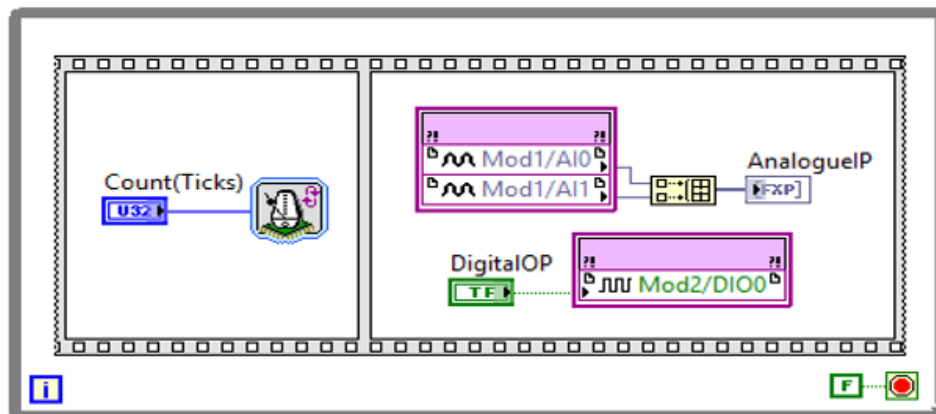 Count(Ticks)
U32
?!
?!
Mod1/AI0
Mod1/AI1
AnalogueIP
FXP]
DigitalOP
TF
?!
?!
Mod2/DIO0
i
F